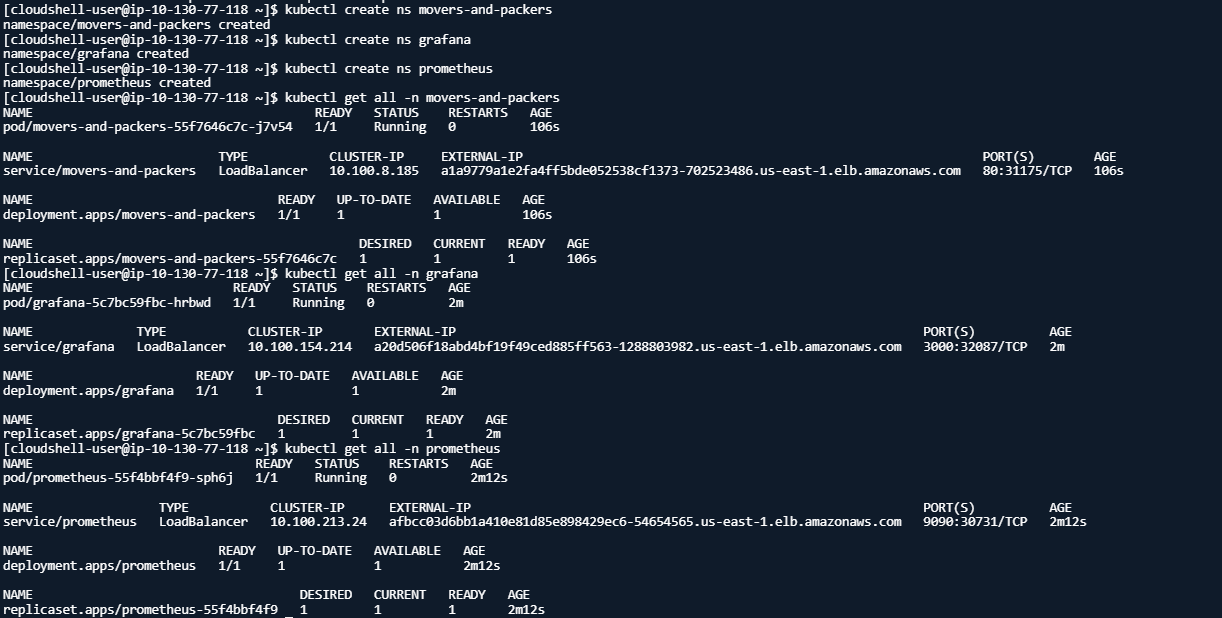 [cloudshell-user@ip-10-130-77-118 ~]$ kubectl create ns movers-and-packers
namespace/movers-and-packers created
[cloudshell-user@ip-10-130-77-118 ~]$ kubectl create ns grafana
namespace/grafana created
[cloudshell-user@ip-10-130-77-118 ~]$ kubectl create ns prometheus
namespace/prometheus created
[cloudshell-user@ip-10-130-77-118 ~]$ kubectl get all -n movers-and-packers
NAME READY STATUS RESTARTS AGE
pod/movers-and-packers-55f7646c7c-j7v54 1/1 Running 0 106s
NAME TYPE CLUSTER-IP EXTERNAL-IP PORT(S) AGE
service/movers-and-packers LoadBalancer 10.100.8.185 a1a9779a1e2fa4ff5bde052538cf1373-702523486.us-east-1.elb.amazonaws.com 80:31175/TCP 106s
NAME READY UP-TO-DATE AVAILABLE AGE
deployment.apps/movers-and-packers 1/1 1 1 106s
NAME DESIRED CURRENT READY AGE
replicaset.apps/movers-and-packers-55f7646c7c 1 1 1 106s
[cloudshell-user@ip-10-130-77-118 ~]$ kubectl get all -n grafana
NAME READY STATUS RESTARTS AGE
pod/grafana-5c7bc59fbc-hrbwd 1/1 Running 0 2m
NAME TYPE CLUSTER-IP EXTERNAL-IP PORT(S) AGE
service/grafana LoadBalancer 10.100.154.214 a20d506f18abd4bf19f49ced885ff563-1288803982.us-east-1.elb.amazonaws.com 3000:32087/TCP 2m
NAME READY UP-TO-DATE AVAILABLE AGE
deployment.apps/grafana 1/1 1 1 2m
NAME DESIRED CURRENT READY AGE
replicaset.apps/grafana-5c7bc59fbc 1 1 1 2m
[cloudshell-user@ip-10-130-77-118 ~]$ kubectl get all -n prometheus
NAME READY STATUS RESTARTS AGE
pod/prometheus-55f4bbf4f9-sph6j 1/1 Running 0 2m12s
NAME TYPE CLUSTER-IP EXTERNAL-IP PORT(S) AGE
service/prometheus LoadBalancer 10.100.213.24 afbcc03d6bb1a410e81d85e898429ec6-54654565.us-east-1.elb.amazonaws.com 9090:30731/TCP 2m12s
NAME READY UP-TO-DATE AVAILABLE AGE
deployment.apps/prometheus 1/1 1 1 2m12s
NAME DESIRED CURRENT READY AGE
replicaset.apps/prometheus-55f4bbf4f9 1 1 1 2m12s